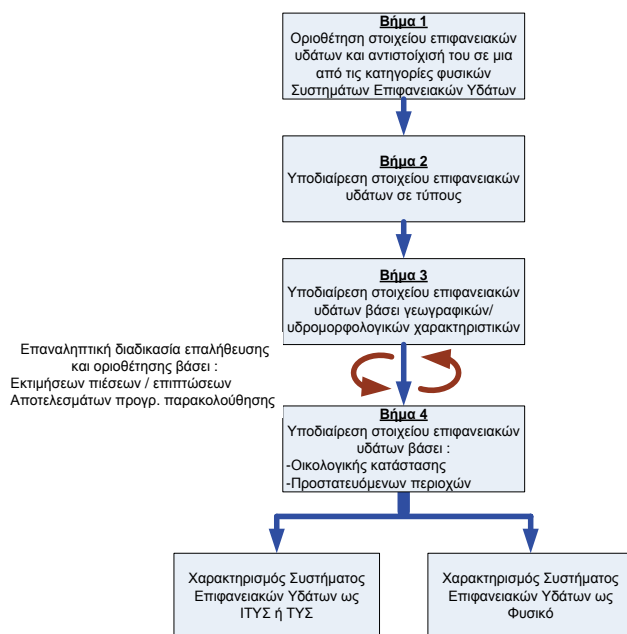 Βήμα 1
Οριοθέτηση στοιχείου επιφανειακών
υδάτων και αντιστοίχισή του σε μια
από τις κατηγορίες φυσικών
Συστημάτων Επιφανειακών Υδάτων
Βήμα 2
Υποδιαίρεση στοιχείου επιφανειακών
υδάτων σε τύπους
Βήμα 3
Υποδιαίρεση στοιχείου επιφανειακών
υδάτων βάσει γεωγραφικών/
υδρομορφολογικών χαρακτηριστικών
Επαναληπτική διαδικασία επαλήθευσης
και οριοθέτησης βάσει :
Εκτιμήσεων πιέσεων / επιπτώσεων
Αποτελεσμάτων προγρ. παρακολούθησης
Βήμα 4
Υποδιαίρεση στοιχείου επιφανειακών
υδάτων βάσει :
-Οικολογικής κατάστασης
-Προστατευόμενων περιοχών
Χαρακτηρισμός Συστήματος
Επιφανειακών Υδάτων ως
ΙΤΥΣ ή ΤΥΣ
Χαρακτηρισμός Συστήματος
Επιφανειακών Υδάτων ως
Φυσικό